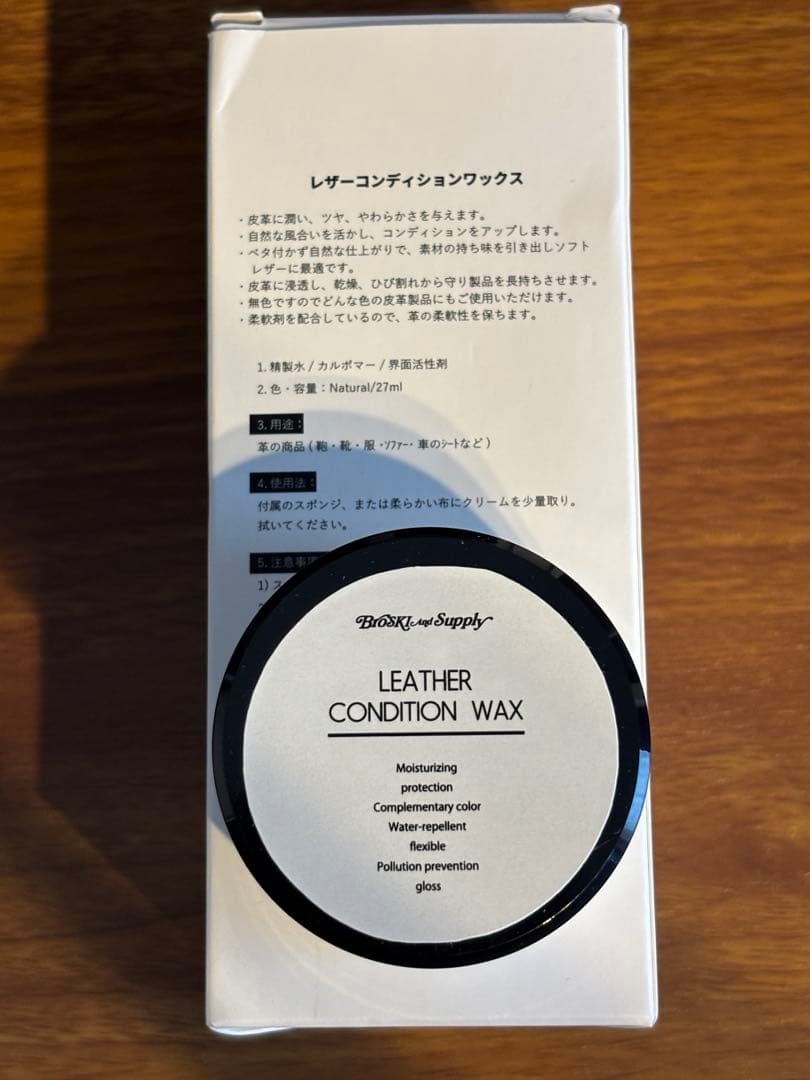 レザーコンディションワックス
・皮革に潤い、ツヤ、やわらかさを与えます。
・自然な風合いを活かし、コンディションをアップします。
・ベタ付かず自然な仕上がりで、素材の持ち味を引き出しソフト
レザーに最適です。
・皮革に浸透し、乾燥、ひび割れから守り製品を長持ちさせます。
・無色ですのでどんな色の皮革製品にもご使用いただけます。
・柔軟剤を配合しているので、革の柔軟性を保ちます。
1. 精製水 / カルボマー / 界面活性剤
2. 色・容量：Natural/27ml
3. 用途：
革の商品 ( 鞄・靴・服・ｿﾌｧｰ・車のｼｰﾄなど )
4. 使用法：
付属のスポンジ、または柔らかい布にクリームを少量取り。
拭いてください。
5. 注意事項
1) ス
BroSKI And Supply
LEATHER
CONDITION WAX
Moisturizing
protection
Complementary color
Water-repellent
flexible
Pollution prevention
gloss